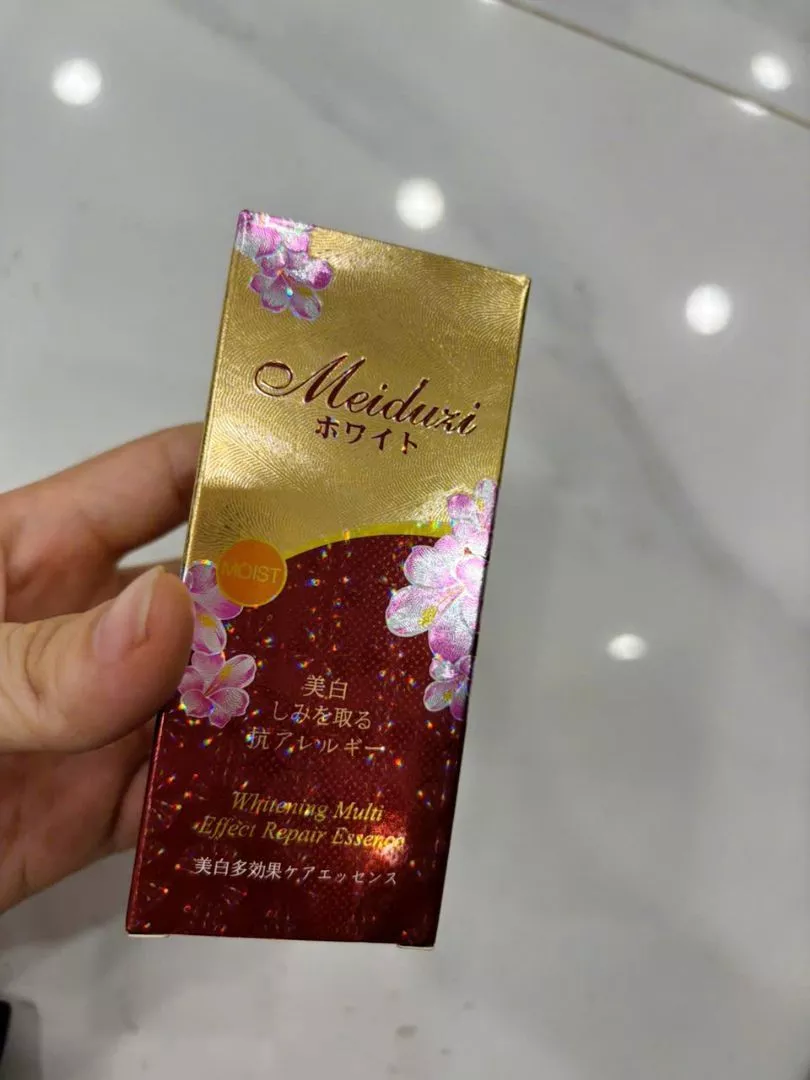 Meiduzi
ホワイト
MOIST
美白
しみを取る
抗アレルギー
Whitening Multi
Effect Repair Essence
美白多効果ケアエッセンス